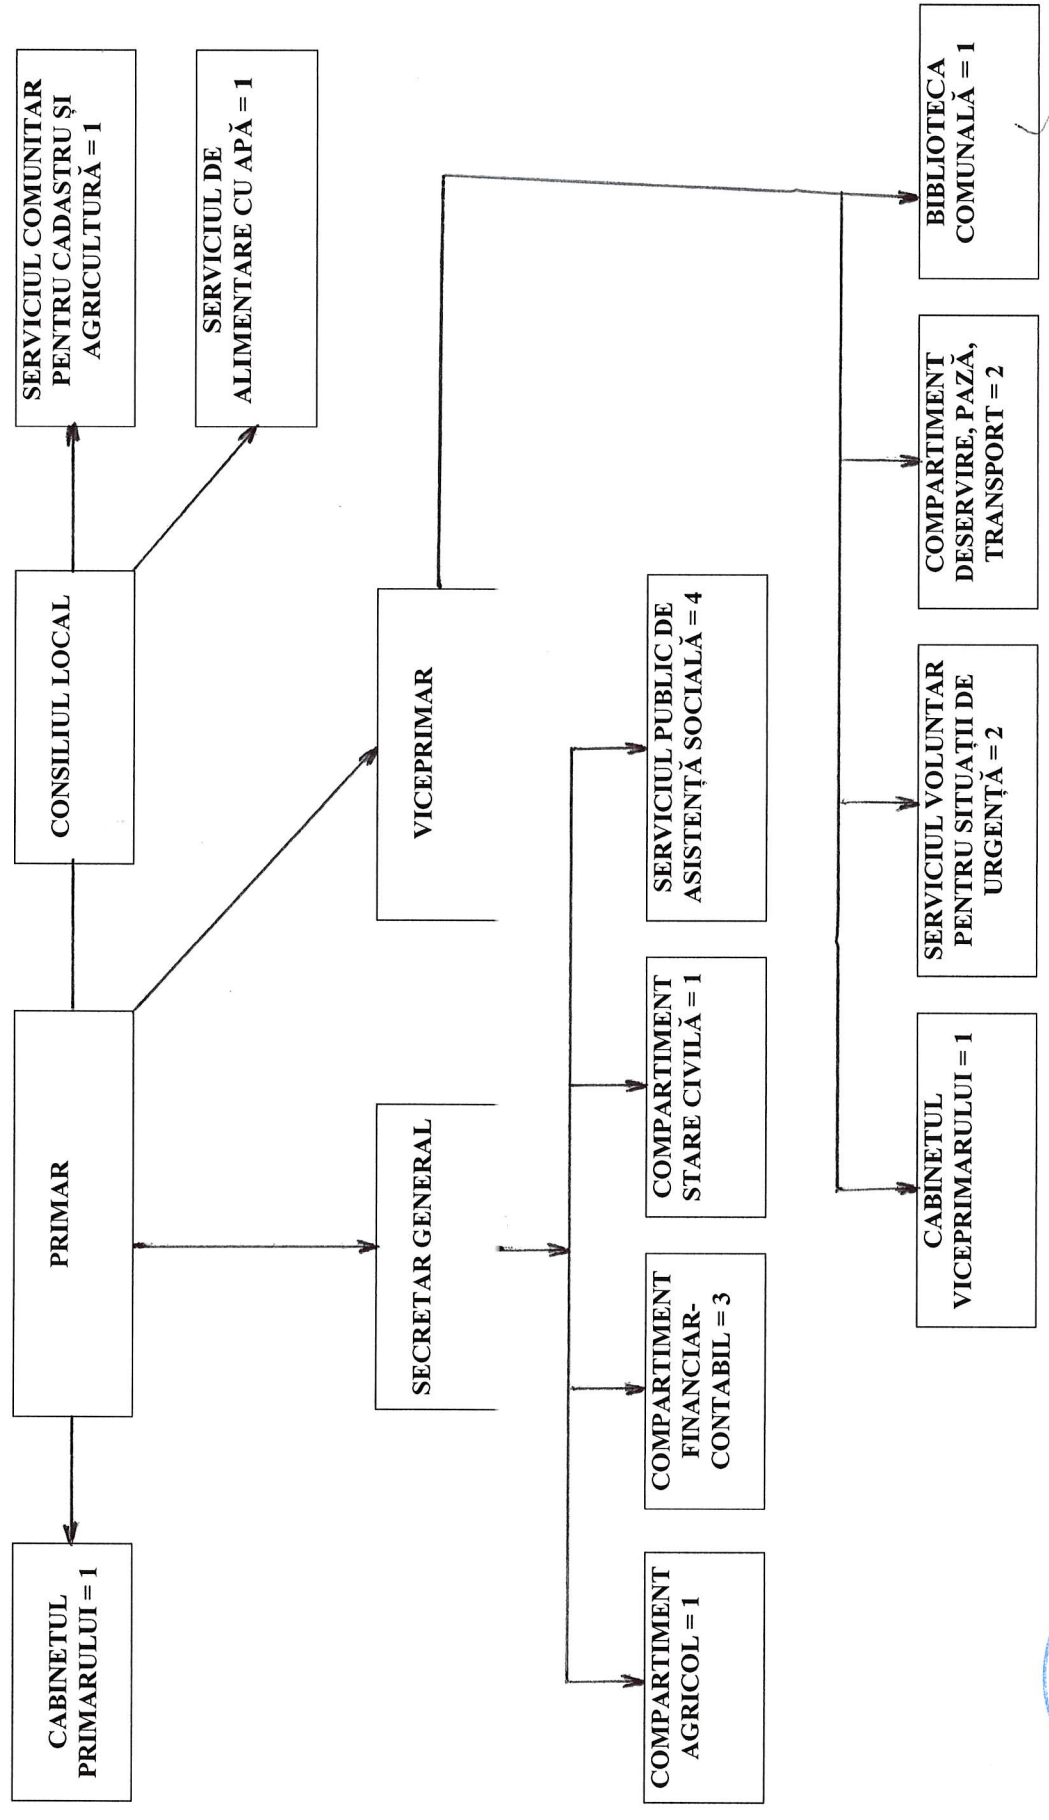 CABINETUL
PRIMARULUI = 1
PRIMAR
CONSILIUL LOCAL
SERVICIUL COMUNITAR
PENTRU CADASTRU ȘI
AGRICULTURĂ = 1
SERVICIUL DE
ALIMENTARE CU APĂ = 1
SECRETAR GENERAL
VICEPRIMAR
COMPARTIMENT
AGRICOL = 1
COMPARTIMENT
FINANCIAR-
CONTABIL = 3
COMPARTIMENT
STARE CIVILĂ = 1
SERVICIUL PUBLIC DE
ASISTENȚĂ SOCIALĂ = 4
CABINETUL
VICEPRIMARULUI = 1
SERVICIUL VOLUNTAR
PENTRU SITUAȚII DE
URGENȚĂ = 2
COMPARTIMENT
DESERVIRE, PAZĂ,
TRANSPORT = 2
BIBLIOTECA
COMUNALĂ = 1